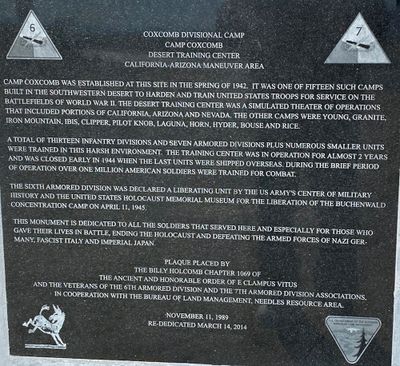 6
7
COXCOMB DIVISIONAL CAMP
CAMP COXCOMB
DESERT TRAINING CENTER
CALIFORNIA-ARIZONA MANEUVER AREA
CAMP COXCOMB WAS ESTABLISHED AT THIS SITE IN THE SPRING OF 1942. IT WAS ONE OF FIFTEEN SUCH CAMPS
BUILT IN THE SOUTHWESTERN DESERT TO HARDEN AND TRAIN UNITED STATES TROOPS FOR SERVICE ON THE
BATTLEFIELDS OF WORLD WAR II. THE DESERT TRAINING CENTER WAS A SIMULATED THEATER OF OPERATIONS
THAT INCLUDED PORTIONS OF CALIFORNIA, ARIZONA AND NEVADA. THE OTHER CAMPS WERE YOUNG, GRANITE,
IRON MOUNTAIN, IBIS, CLIPPER, PILOT KNOB, LAGUNA, HORN, HYDER, BOUSE AND RICE.
A TOTAL OF THIRTEEN INFANTRY DIVISIONS AND SEVEN ARMORED DIVISIONS PLUS NUMEROUS SMALLER UNITS
WERE TRAINED IN THIS HARSH ENVIRONMENT. THE TRAINING CENTER WAS IN OPERATION FOR ALMOST 2 YEARS
AND WAS CLOSED EARLY IN 1944 WHEN THE LAST UNITS WERE SHIPPED OVERSEAS. DURING THE BRIEF PERIOD
OF OPERATION OVER ONE MILLION AMERICAN SOLDIERS WERE TRAINED FOR COMBAT.
THE SIXTH ARMORED DIVISION WAS DECLARED A LIBERATING UNIT BY THE US ARMY'S CENTER OF MILITARY
HISTORY AND THE UNITED STATES HOLOCAUST MEMORIAL MUSEUM FOR THE LIBERATION OF THE BUCHENWALD
CONCENTRATION CAMP ON APRIL 11, 1945.
THIS MONUMENT IS DEDICATED TO ALL THE SOLDIERS THAT SERVED HERE AND ESPECIALLY FOR THOSE WHO
GAVE THEIR LIVES IN BATTLE, ENDING THE HOLOCAUST AND DEFEATING THE ARMED FORCES OF NAZI GER-
MANY, FASCIST ITALY AND IMPERIAL JAPAN.
PLAQUE PLACED BY
THE BILLY HOLCOMB CHAPTER 1069 OF
THE ANCIENT AND HONORABLE ORDER OF E CLAMPUS VITUS
AND THE VETERANS OF THE 6TH ARMORED DIVISION AND THE 7TH ARMORED DIVISION ASSOCIATIONS,
IN COOPERATION WITH THE BUREAU OF LAND MANAGEMENT, NEEDLES RESOURCE AREA.
NOVEMBER 11, 1989
RE-DEDICATED MARCH 14, 2014